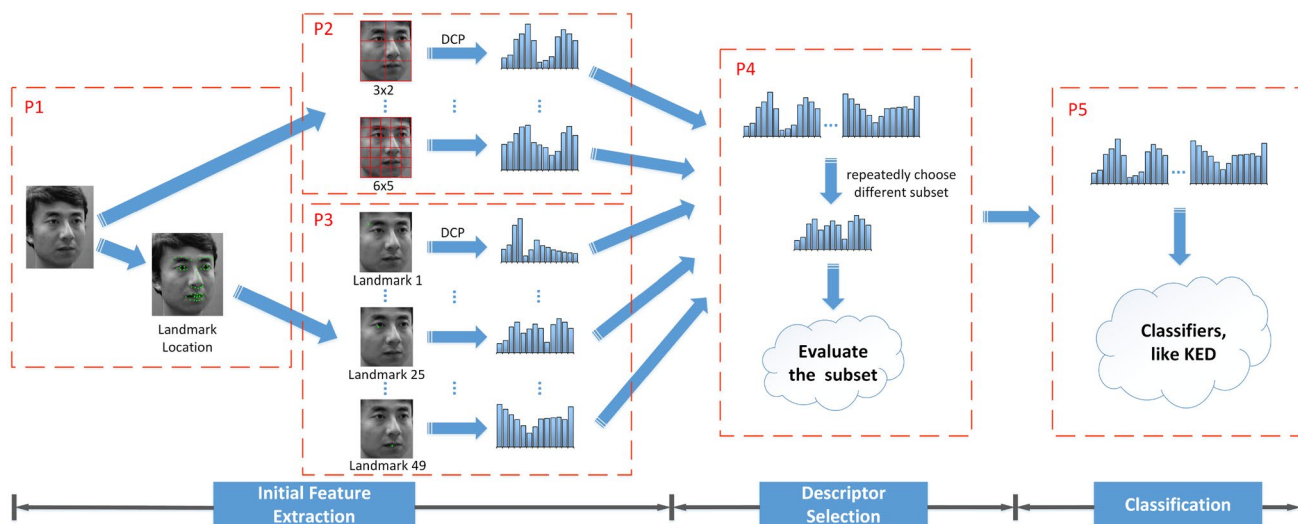 P1
Landmark
Location
P2
DCP
3x2
6x5
P3
DCP
Landmark 1
Landmark 25
Landmark 49
P4
...
repeatedly choose
different subset
Evaluate
the subset
P5
...
Classifiers,
like KED
Initial Feature
Extraction
Descriptor
Selection
Classification